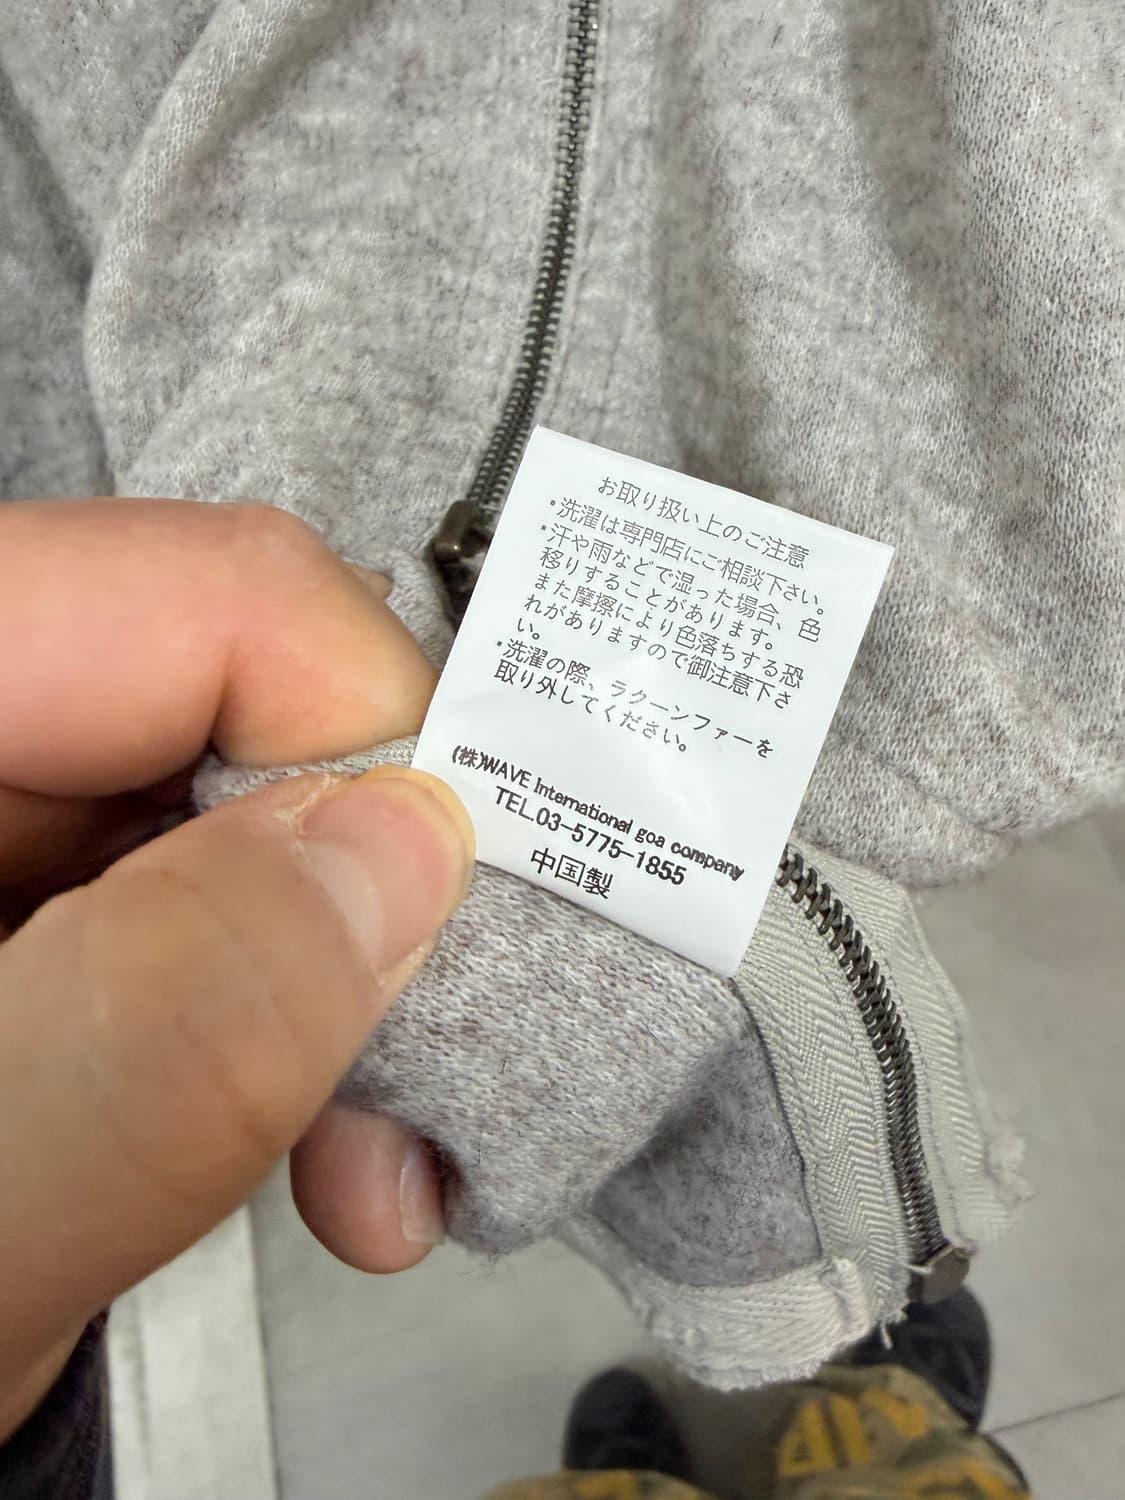 お取り扱い上のご注意
・洗濯は専門店にご相談下さい。
・汗や雨などで湿った場合、色
移りすることがあります。
また摩擦により色落ちする恐
れがありますので御注意下さ
い。
・洗濯の際、ラクーンファーを
取り外してください。
(株)WAVE International goa company
TEL.03-5775-1855
中国製